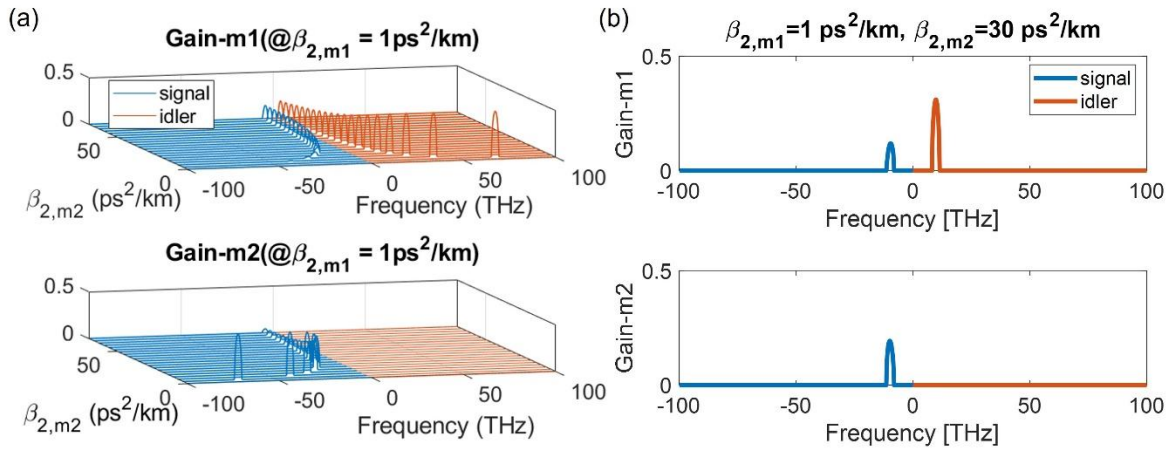 (a)
Gain-m1(@β2,m1 = 1ps²/km)
0.5
0
signal
idler
50
0
β2,m2 (ps²/km)
-100
-50
0
50
100
Frequency (THz)
Gain-m2(@β2,m1 = 1ps²/km)
0.5
0
50
0
β2,m2 (ps²/km)
-100
-50
0
50
100
Frequency (THz)
(b)
β2,m1=1 ps²/km, β2,m2=30 ps²/km
0.5
signal
idler
Gain-m1
0
-100
-50
0
50
100
Frequency [THz]
0.5
Gain-m2
0
-100
-50
0
50
100
Frequency [THz]